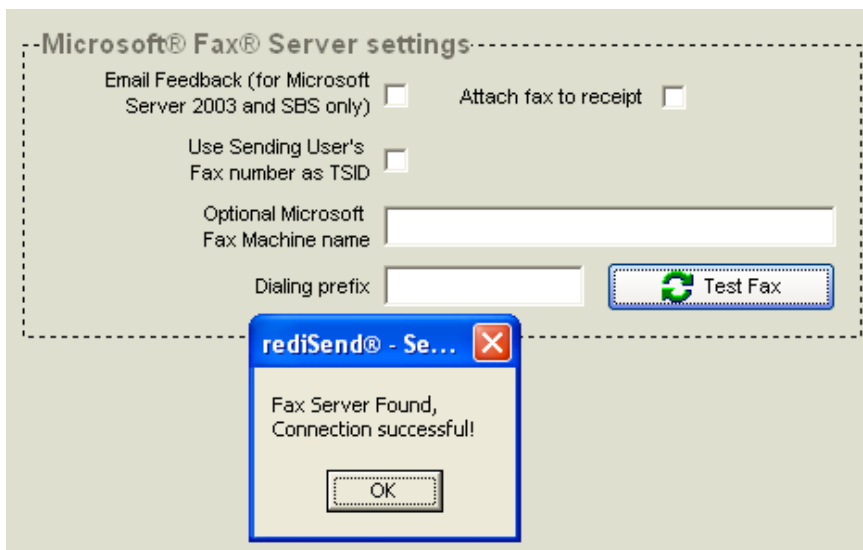 Microsoft® Fax® Server settings
Email Feedback (for Microsoft
Server 2003 and SBS only)
Attach fax to receipt
Use Sending User's
Fax number as TSID
Optional Microsoft
Fax Machine name
Dialing prefix
Test Fax
rediSend® - Se...
Fax Server Found,
Connection successful!
OK